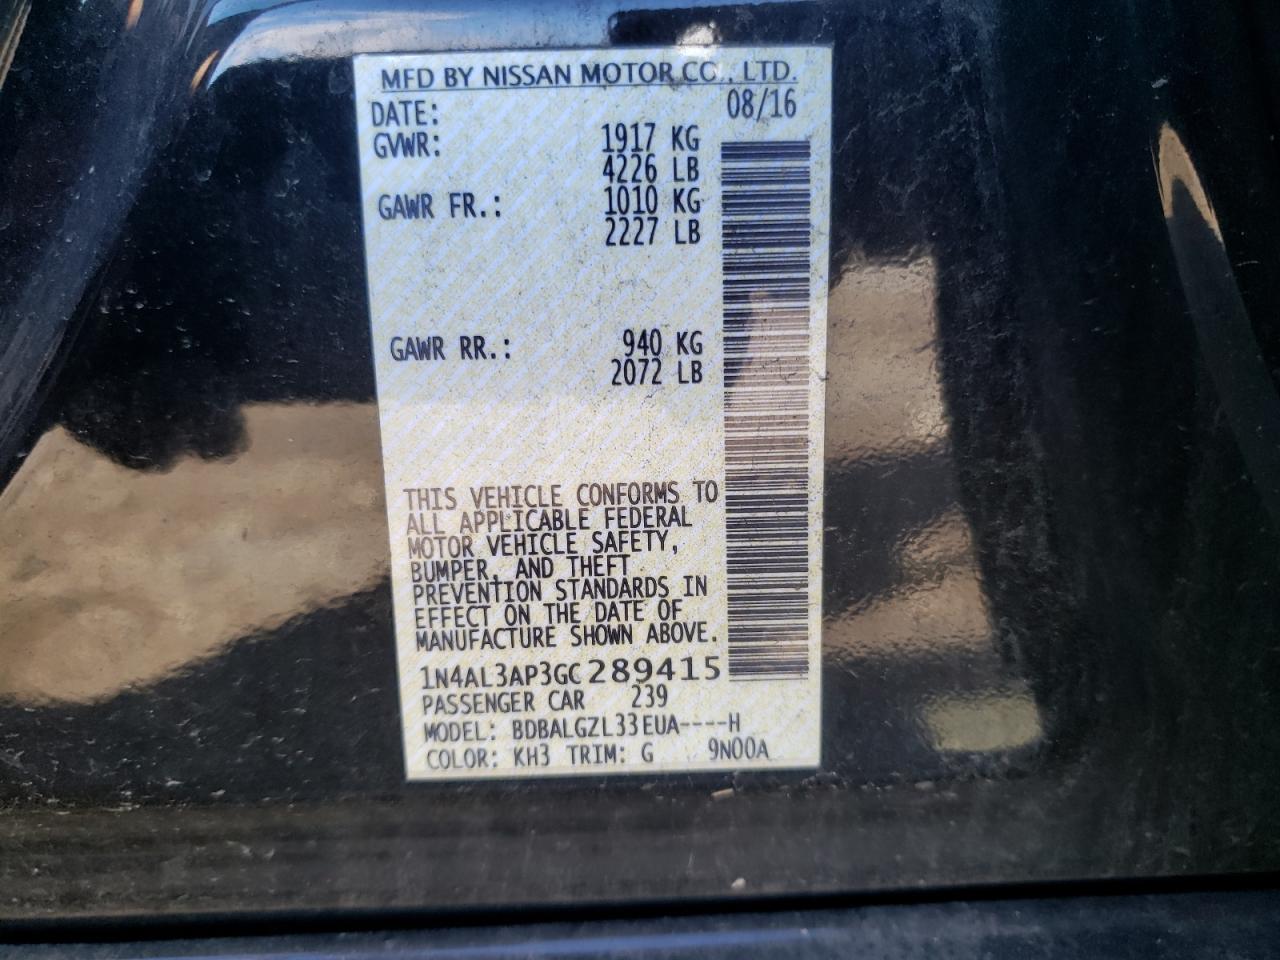 MFD BY NISSAN MOTOR CO., LTD.
DATE: 08/16
GVWR: 1917 KG
4226 LB
GAWR FR.: 1010 KG
2227 LB
GAWR RR.: 940 KG
2072 LB
THIS VEHICLE CONFORMS TO
ALL APPLICABLE FEDERAL
MOTOR VEHICLE SAFETY,
BUMPER, AND THEFT
PREVENTION STANDARDS IN
EFFECT ON THE DATE OF
MANUFACTURE SHOWN ABOVE.
1N4AL3AP3GC289415
PASSENGER CAR 239
MODEL: BDBALGZL33EUA----H
COLOR: KH3 TRIM: G 9N00A